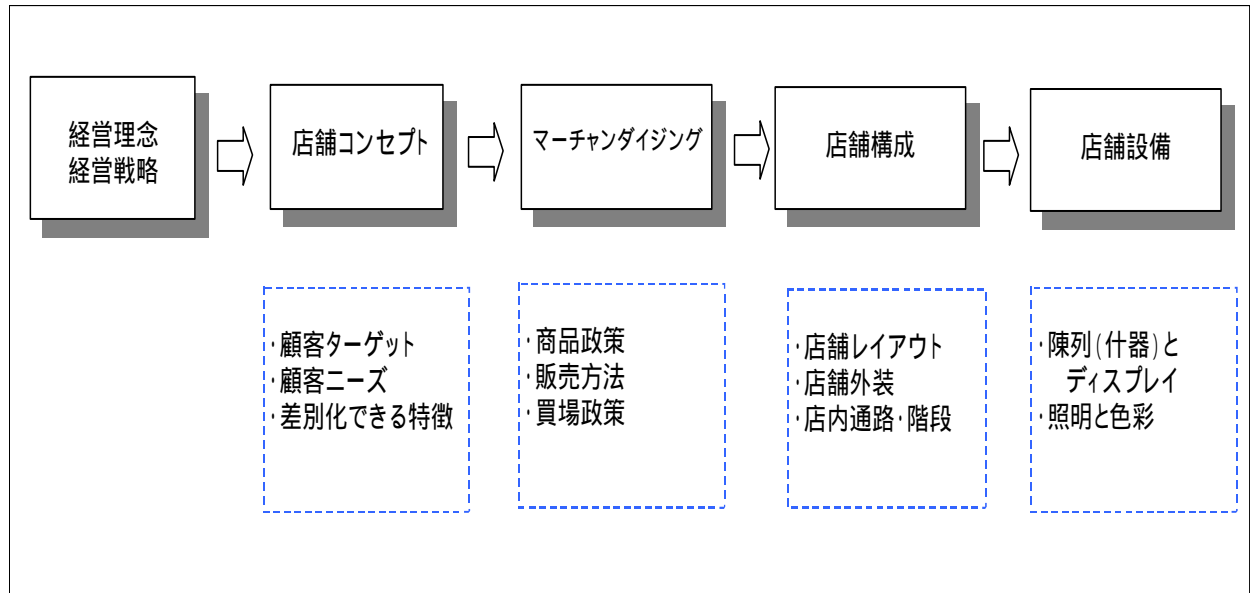 経営理念
経営戦略
店舗コンセプト
マーチャンダイジング
店舗構成
店舗設備
・顧客ターゲット
・顧客ニーズ
・差別化できる特徴
・商品政策
・販売方法
・買場政策
・店舗レイアウト
・店舗外装
・店内通路・階段
・陳列(什器)と
ディスプレイ
・照明と色彩